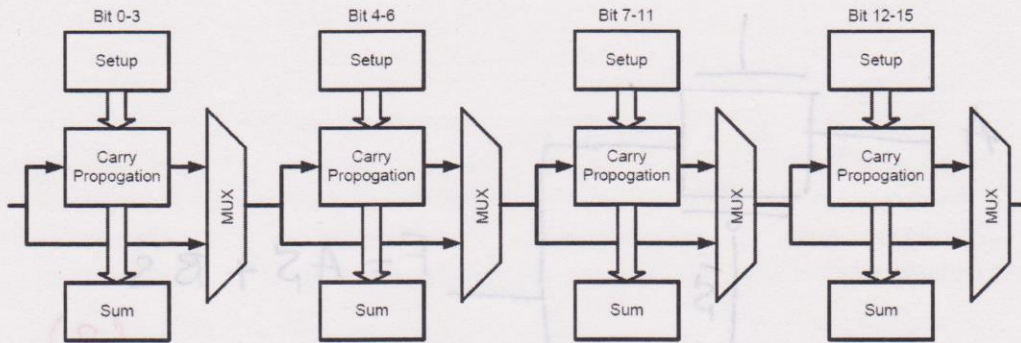 Bit 0-3
Bit 4-6
Bit 7-11
Bit 12-15
Setup
Setup
Setup
Setup
Carry
Propogation
MUX
Carry
Propogation
MUX
Carry
Propogation
MUX
Carry
Propogation
MUX
Sum
Sum
Sum
Sum